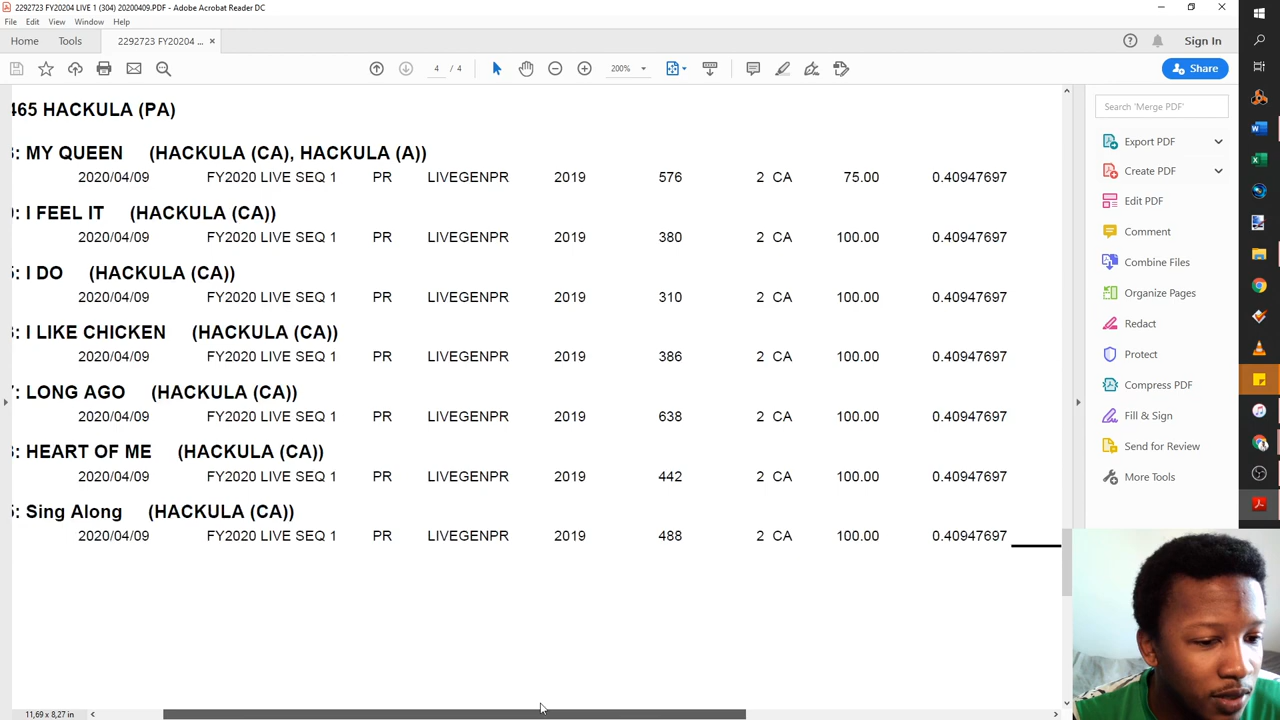 2292723 FY20204 LIVE 1 (304) 20200409.PDF - Adobe Acrobat Reader DC
File Edit View Window Help
Home Tools 2292723 FY20204 ... × Sign In
4 / 4 200% Share
465 HACKULA (PA)
: MY QUEEN (HACKULA (CA), HACKULA (A))
2020/04/09 FY2020 LIVE SEQ 1 PR LIVEGENPR 2019 576 2 CA 75.00 0.40947697
: I FEEL IT (HACKULA (CA))
2020/04/09 FY2020 LIVE SEQ 1 PR LIVEGENPR 2019 380 2 CA 100.00 0.40947697
: I DO (HACKULA (CA))
2020/04/09 FY2020 LIVE SEQ 1 PR LIVEGENPR 2019 310 2 CA 100.00 0.40947697
: I LIKE CHICKEN (HACKULA (CA))
2020/04/09 FY2020 LIVE SEQ 1 PR LIVEGENPR 2019 386 2 CA 100.00 0.40947697
: LONG AGO (HACKULA (CA))
2020/04/09 FY2020 LIVE SEQ 1 PR LIVEGENPR 2019 638 2 CA 100.00 0.40947697
: HEART OF ME (HACKULA (CA))
2020/04/09 FY2020 LIVE SEQ 1 PR LIVEGENPR 2019 442 2 CA 100.00 0.40947697
: Sing Along (HACKULA (CA))
2020/04/09 FY2020 LIVE SEQ 1 PR LIVEGENPR 2019 488 2 CA 100.00 0.40947697
11,69 x 8,27 in
Search 'Merge PDF'
Export PDF
Create PDF
Edit PDF
Comment
Combine Files
Organize Pages
Redact
Protect
Compress PDF
Fill & Sign
Send for Review
More Tools